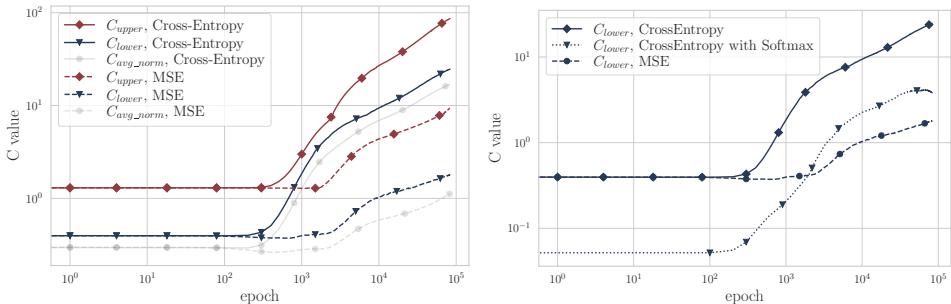 C_upper, Cross-Entropy
C_lower, Cross-Entropy
C_avg_norm, Cross-Entropy
C_upper, MSE
C_lower, MSE
C_avg_norm, MSE
C value
10^2
10^1
10^0
10^0 10^1 10^2 10^3 10^4 10^5
epoch
C_lower, CrossEntropy
C_lower, CrossEntropy with Softmax
C_lower, MSE
C value
10^1
10^0
10^−1
10^0 10^1 10^2 10^3 10^4 10^5
epoch